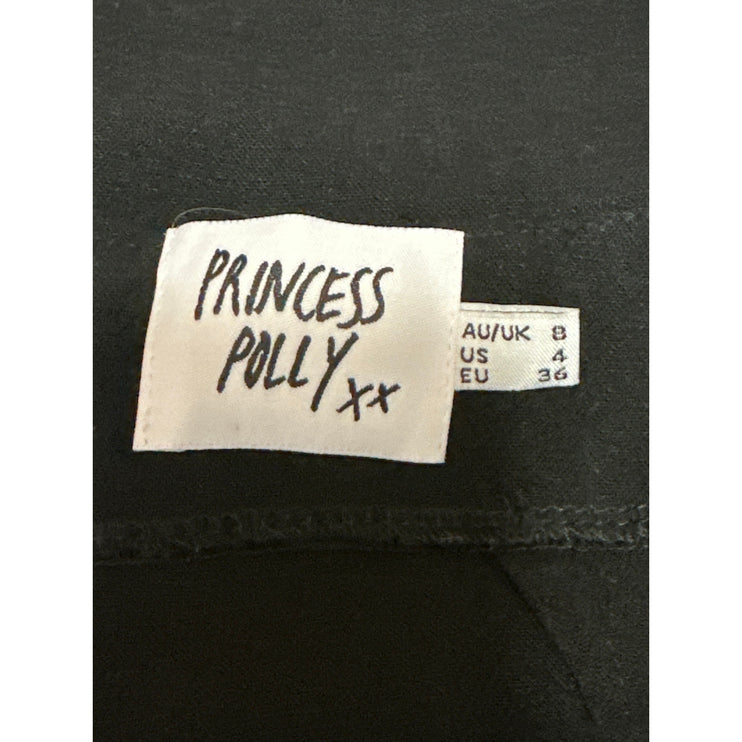 PRINCESS
POLLY xx
AU/UK 8
US 4
EU 36